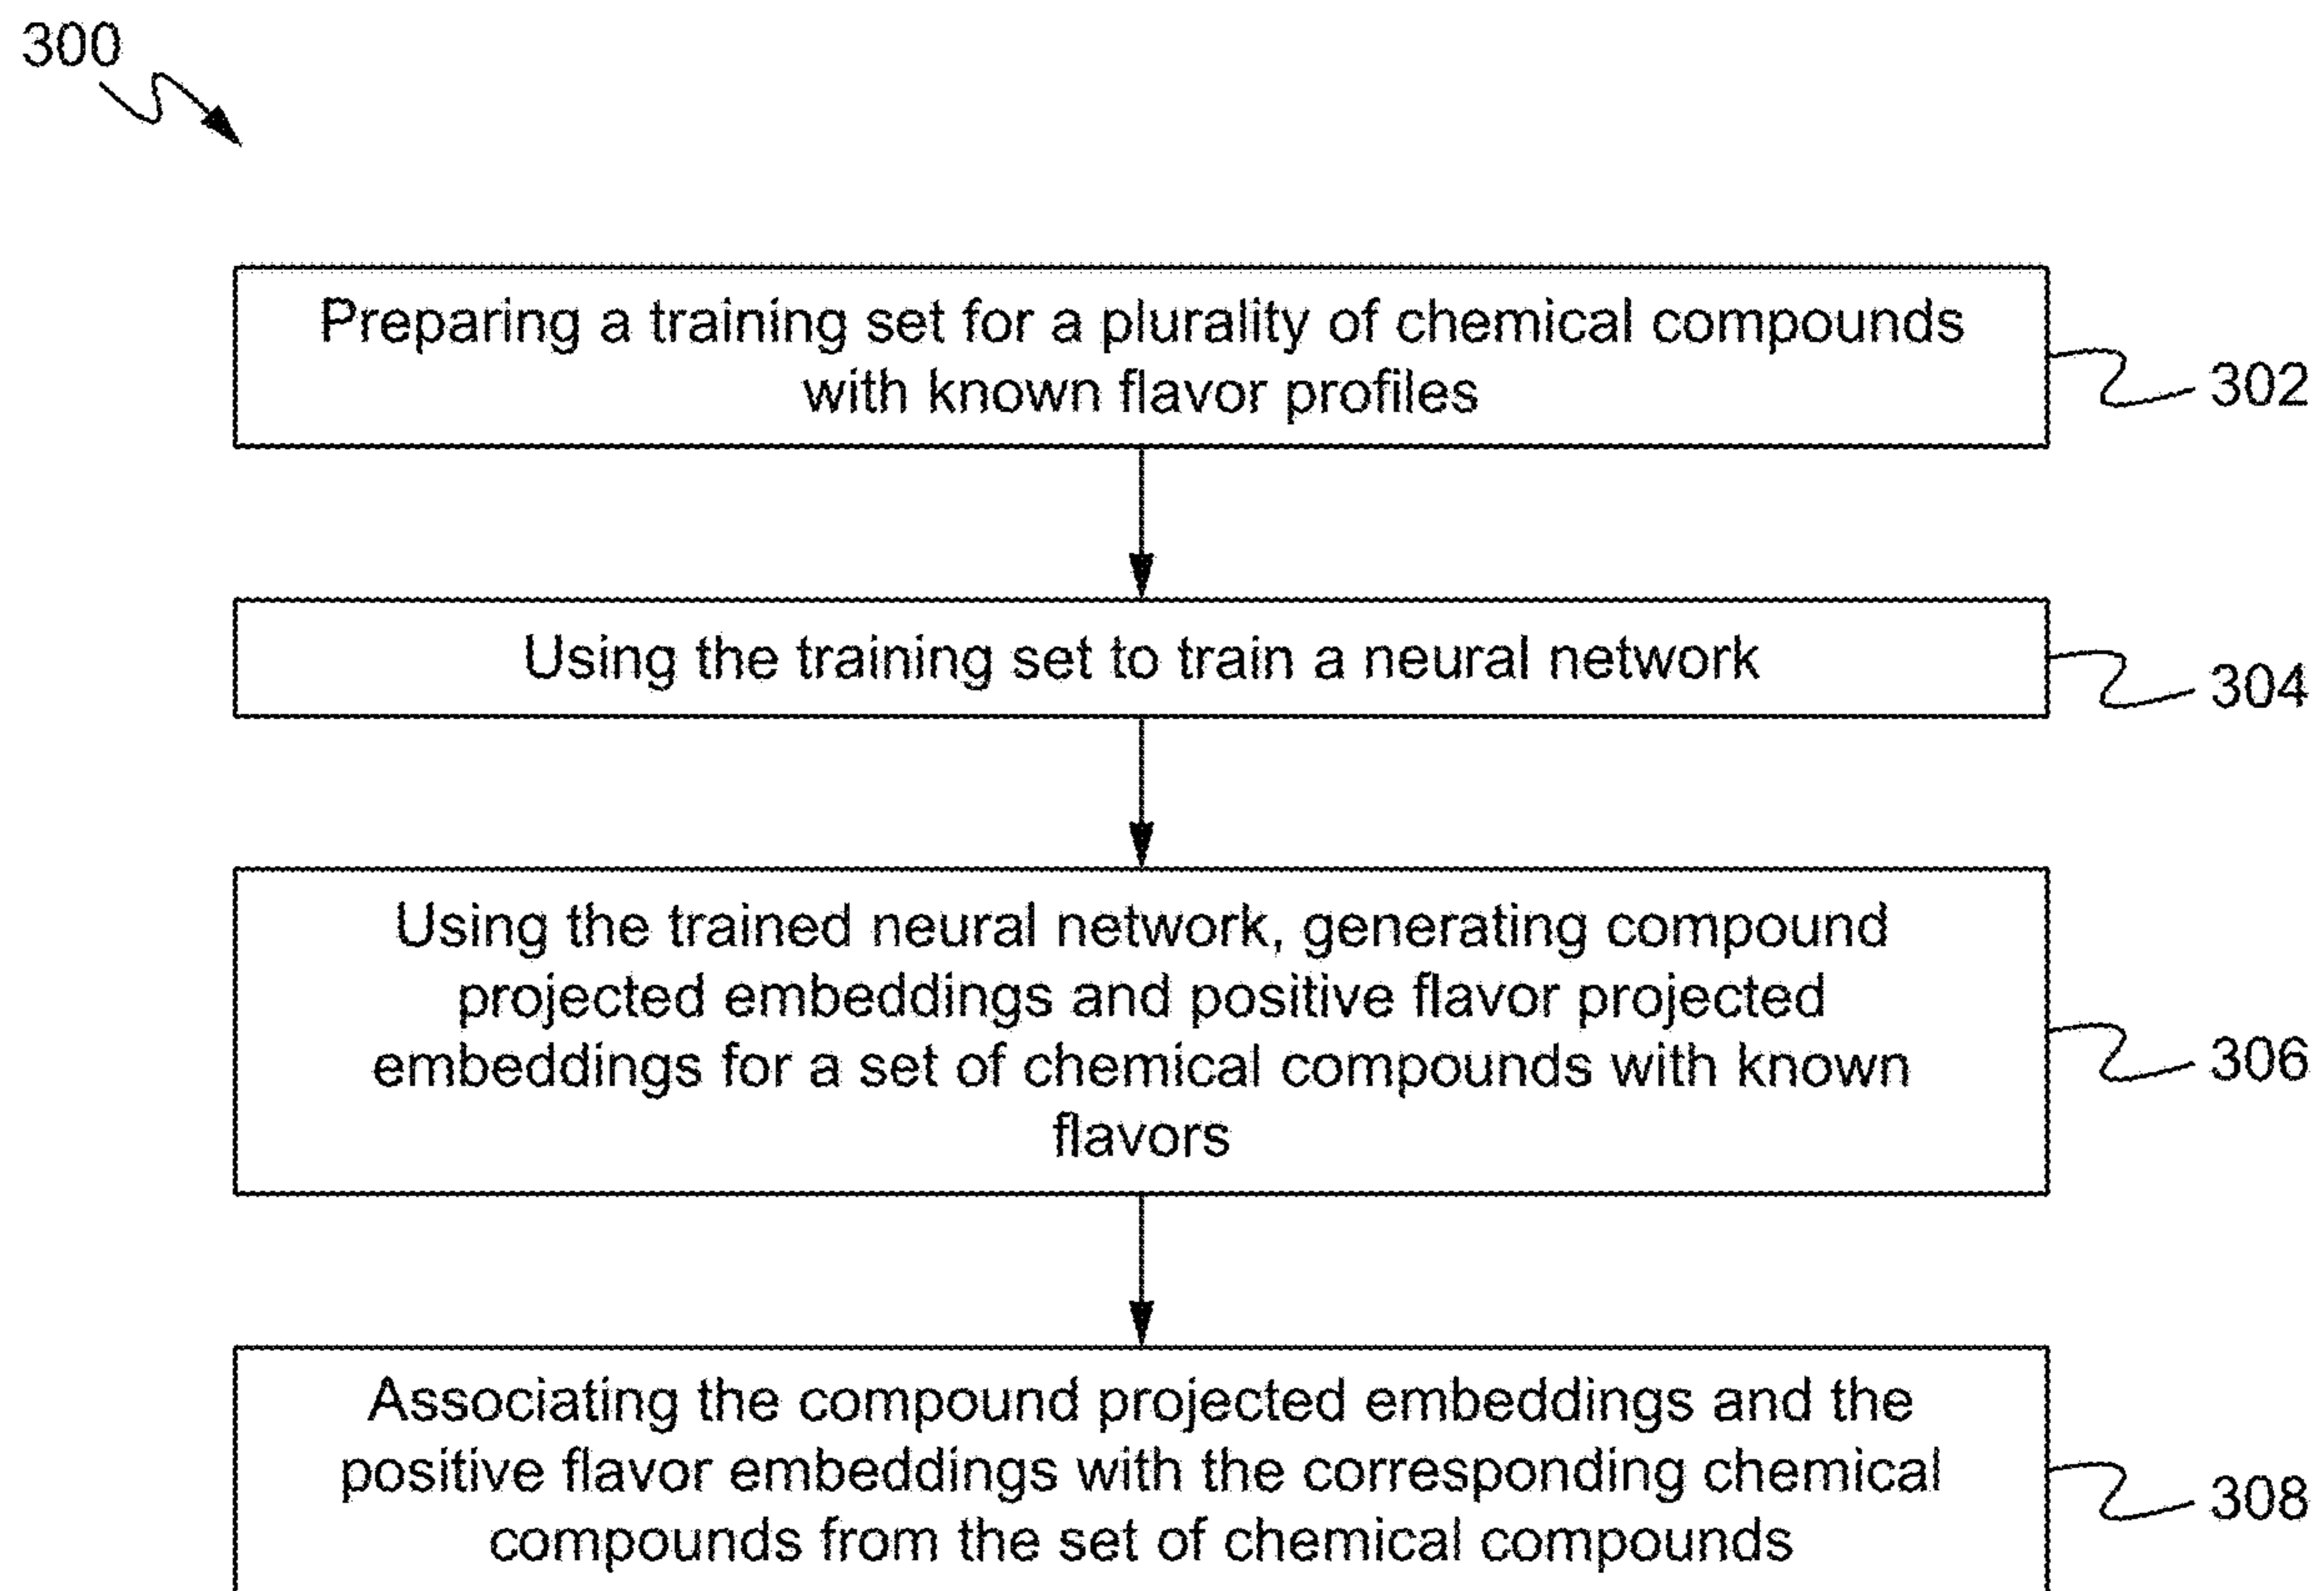 300
Preparing a training set for a plurality of chemical compounds
with known flavor profiles
302
Using the training set to train a neural network
304
Using the trained neural network, generating compound
projected embeddings and positive flavor projected
embeddings for a set of chemical compounds with known
flavors
306
Associating the compound projected embeddings and the
positive flavor embeddings with the corresponding chemical
compounds from the set of chemical compounds
308